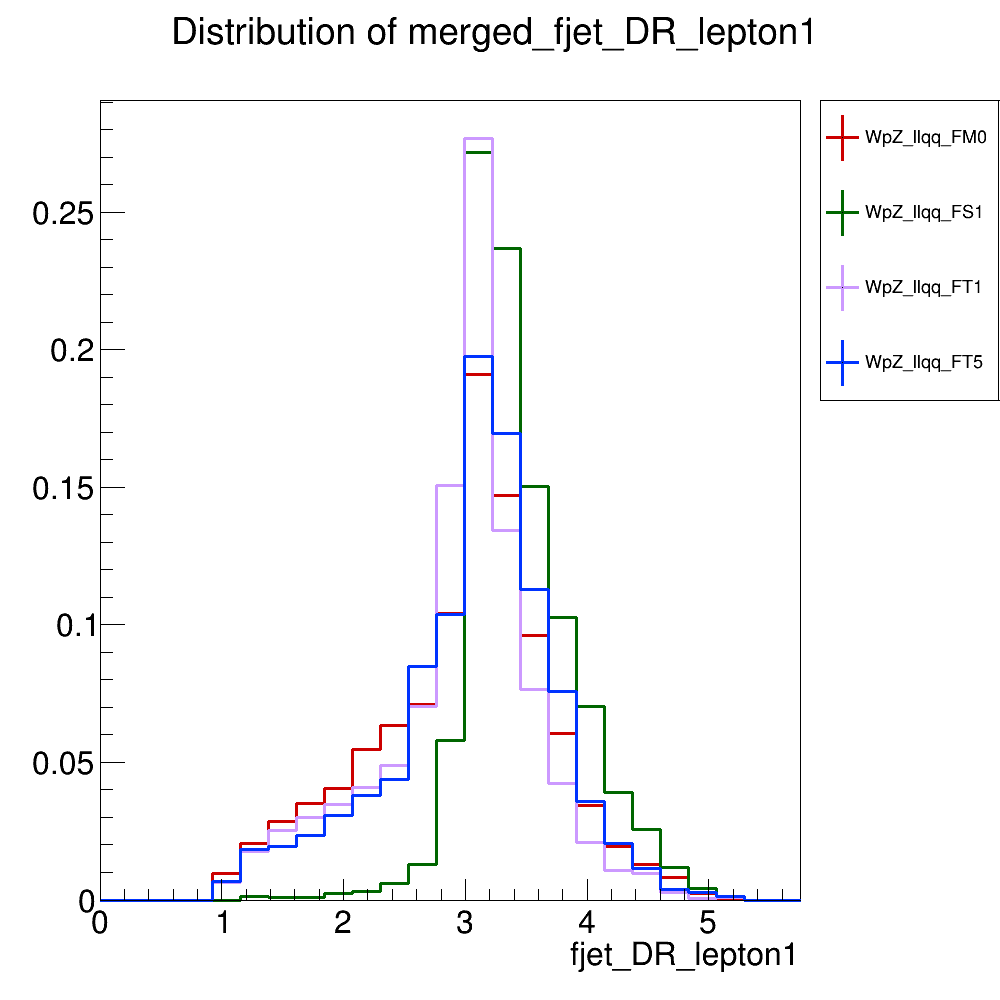 Distribution of merged_fjet_DR_lepton1
WpZ_llqq_FM0
WpZ_llqq_FS1
WpZ_llqq_FT1
WpZ_llqq_FT5
0.25
0.2
0.15
0.1
0.05
0
0 1 2 3 4 5
fjet_DR_lepton1